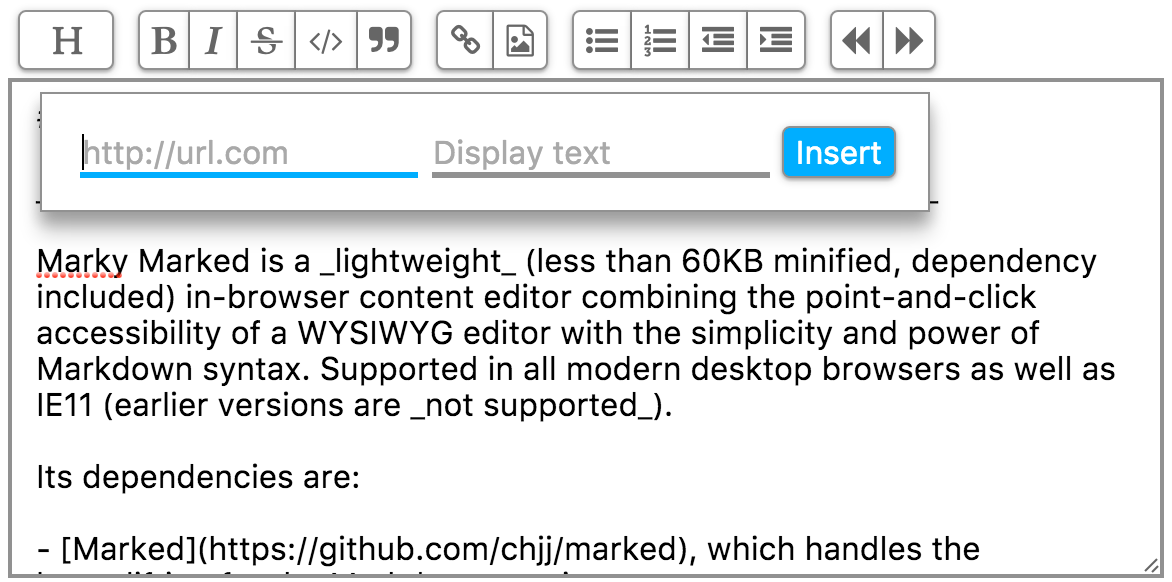 H B I S </> ❞ 1 2 3
http://url.com Display text Insert
Marky Marked is a _lightweight_ (less than 60KB minified, dependency
included) in-browser content editor combining the point-and-click
accessibility of a WYSIWYG editor with the simplicity and power of
Markdown syntax. Supported in all modern desktop browsers as well as
IE11 (earlier versions are _not supported_).
Its dependencies are:
- [Marked](https://github.com/chjj/marked), which handles the